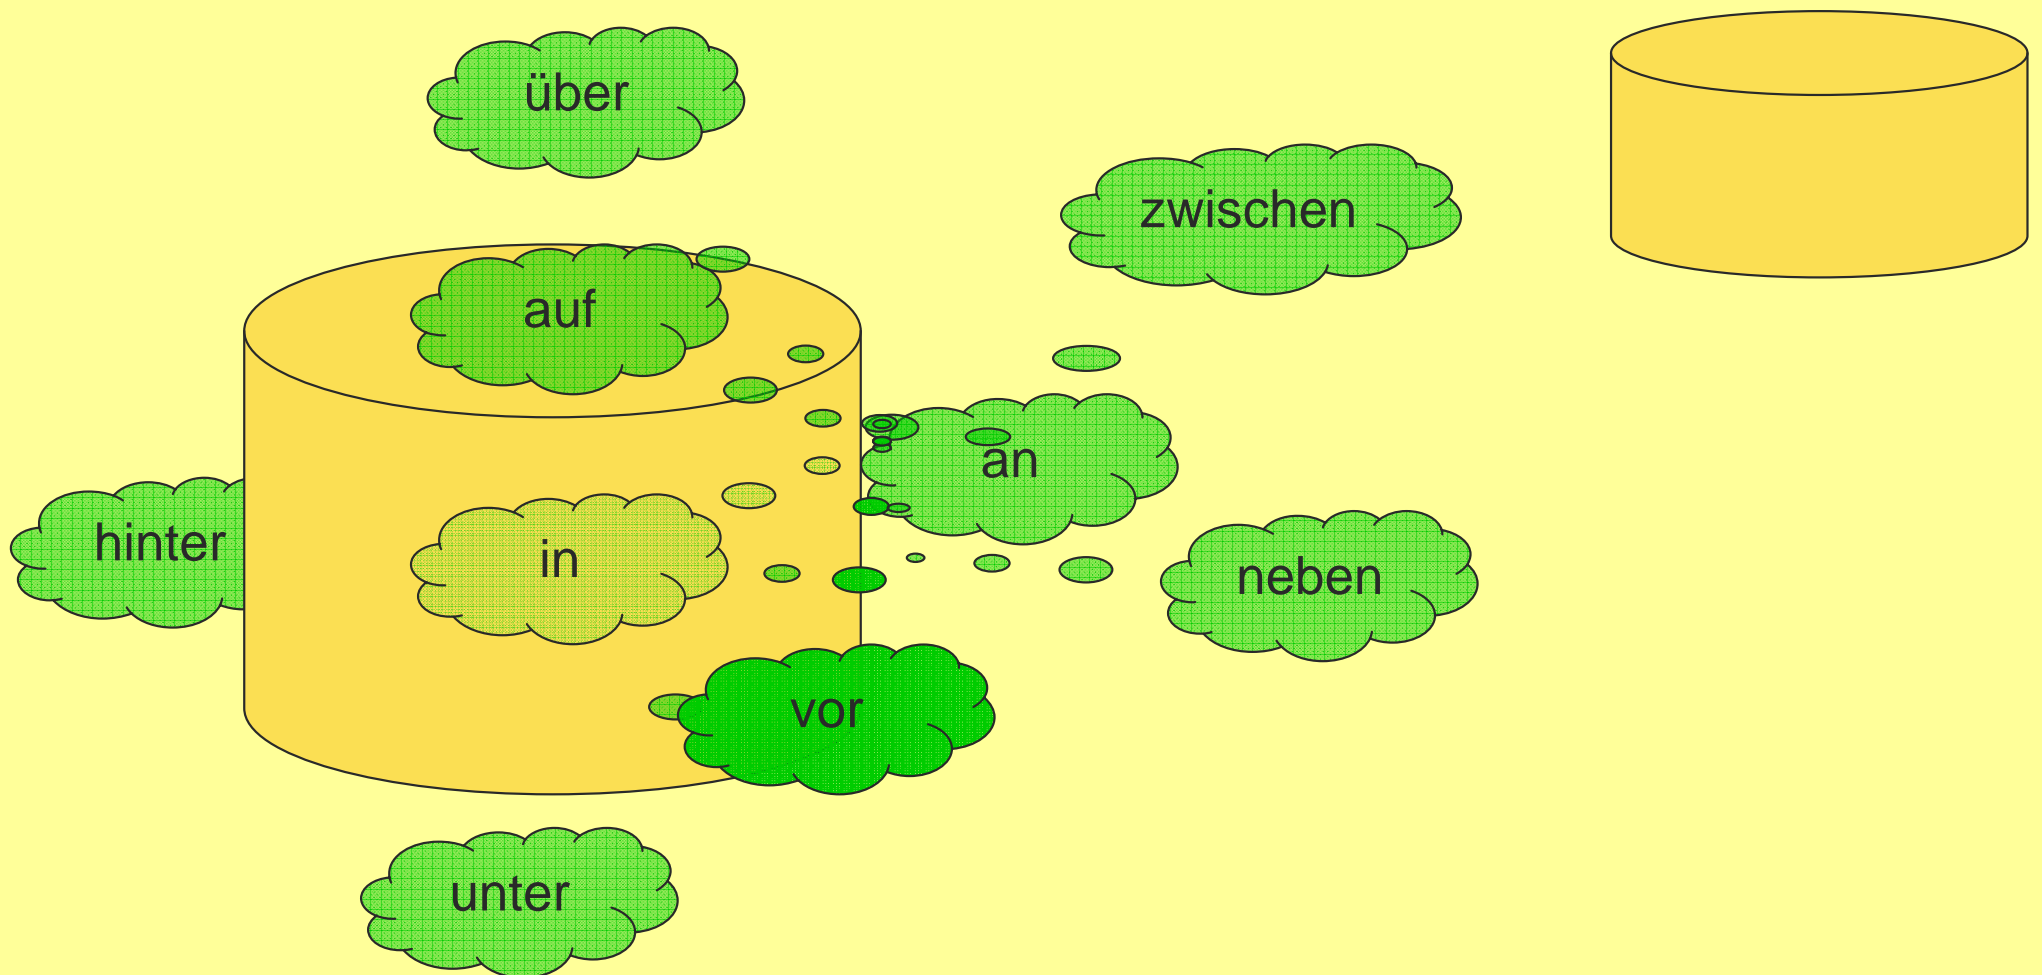 über
zwischen
auf
an
hinter
in
neben
vor
unter